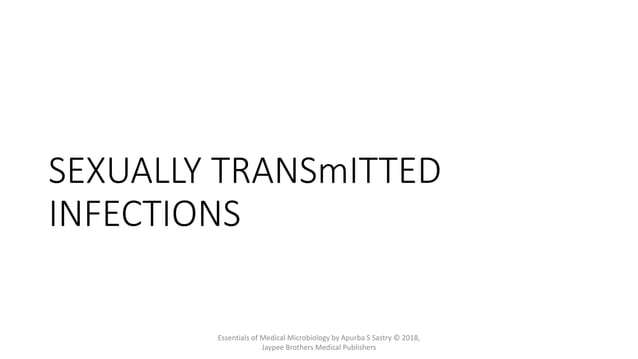 SEXUALLY TRANSmITTED
INFECTIONS
Essentials of Medical Microbiology by Apurba S Sastry © 2018,
Jaypee Brothers Medical Publishers